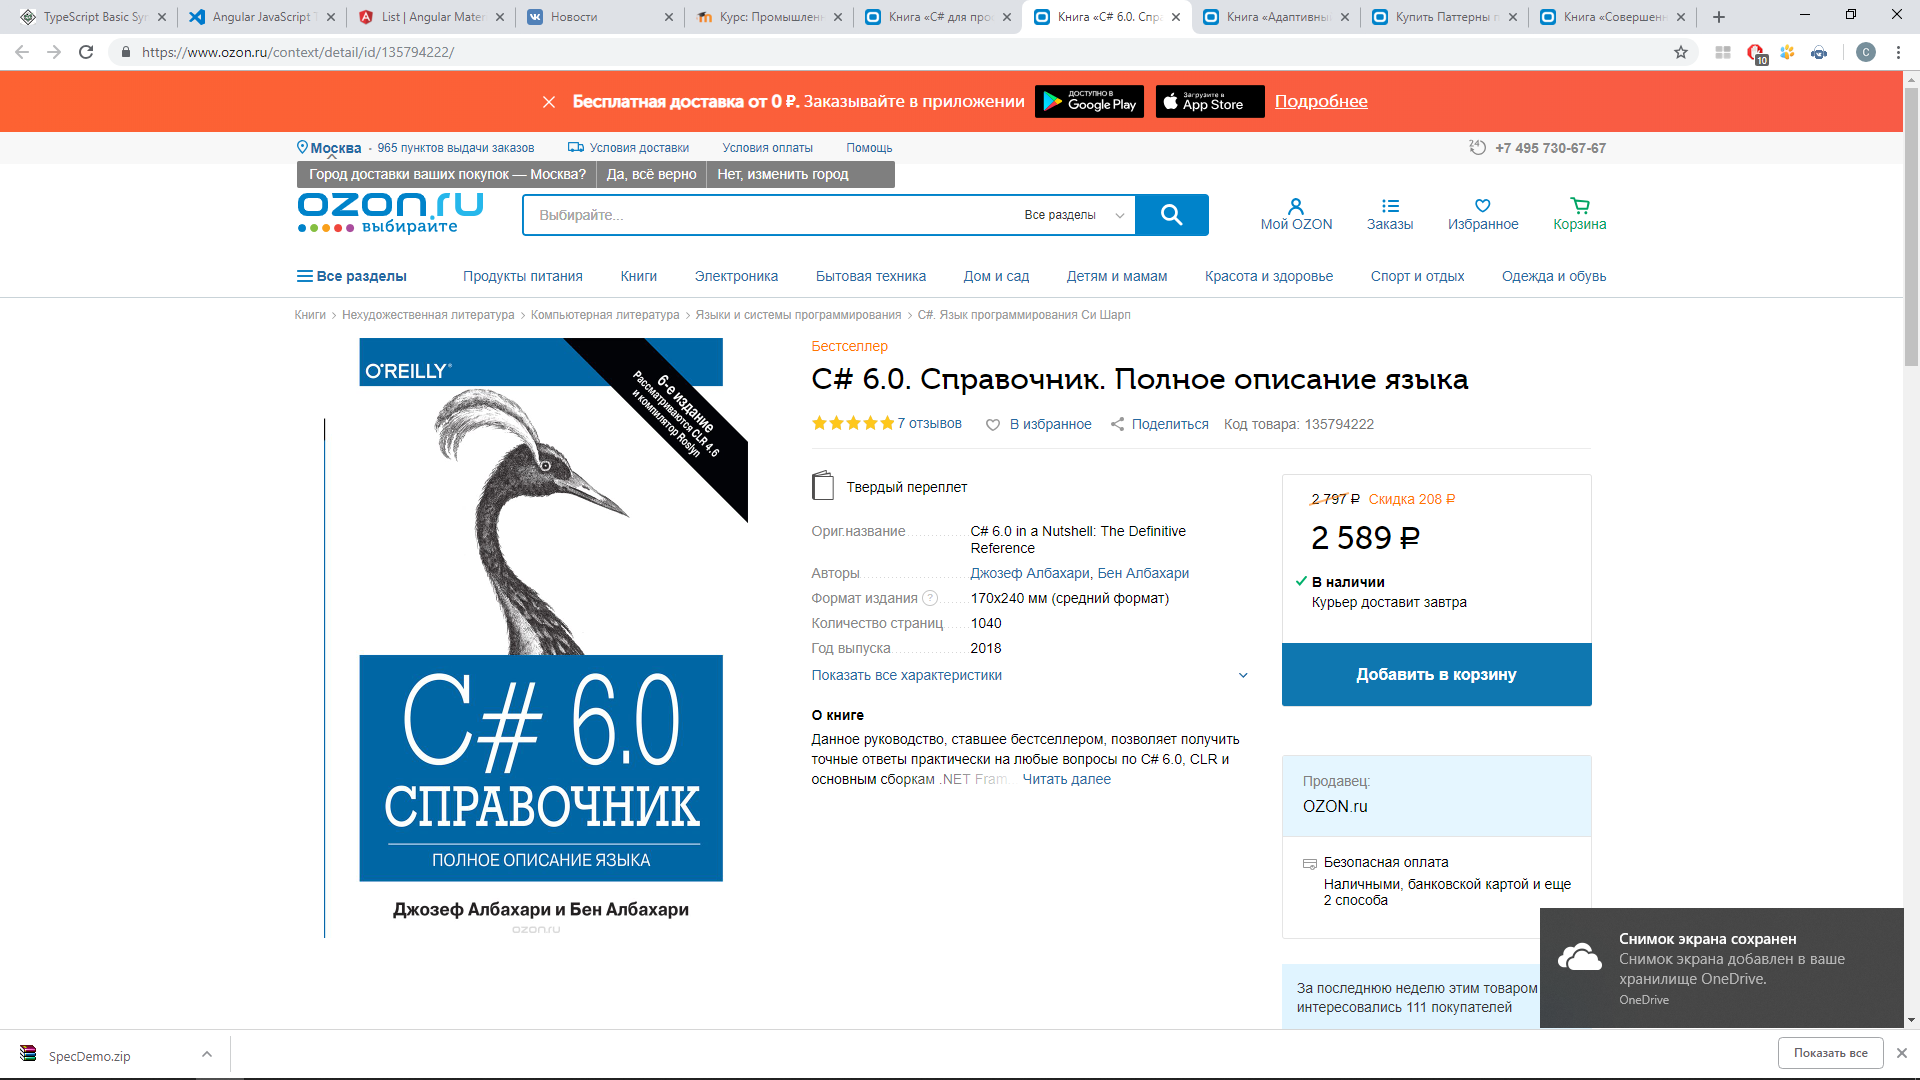 TypeScript Basic Syn
Angular JavaScript T
List | Angular Mater
Новости
Курс: Промышленн
Книга «C# для про
Книга «C# 6.0. Спра
Книга «Адаптивны
Купить Паттерны п
Книга «Совершенн
https://www.ozon.ru/context/detail/id/135794222/
10
C
Бесплатная доставка от 0 ₽. Заказывайте в приложении
ДОСТУПНО В
Google Play
Загрузите в
App Store
Подробнее
Москва - 965 пунктов выдачи заказов
Условия доставки
Условия оплаты
Помощь
24
+7 495 730-67-67
Город доставки ваших покупок — Москва?
Да, всё верно
Нет, изменить город
ozon.ru
выбирайте
Выбирайте...
Все разделы
Мой OZON
Заказы
Избранное
Корзина
Все разделы
Продукты питания
Книги
Электроника
Бытовая техника
Дом и сад
Детям и мамам
Красота и здоровье
Спорт и отдых
Одежда и обувь
Книги > Нехудожественная литература > Компьютерная литература > Языки и системы программирования > C#. Язык программирования Си Шарп
O'REILLY®
6-е издание
Рассматриваются CLR 4.6
и компилятор Roslyn
C# 6.0
СПРАВОЧНИК
ПОЛНОЕ ОПИСАНИЕ ЯЗЫКА
Джозеф Албахари и Бен Албахари
ozon.ru
Бестселлер
C# 6.0. Справочник. Полное описание языка
7 отзывов
В избранное
Поделиться
Код товара: 135794222
Твердый переплет
Ориг.название
C# 6.0 in a Nutshell: The Definitive
Reference
Авторы
Джозеф Албахари, Бен Албахари
Формат издания ?
170x240 мм (средний формат)
Количество страниц
1040
Год выпуска
2018
Показать все характеристики
О книге
Данное руководство, ставшее бестселлером, позволяет получить
точные ответы практически на любые вопросы по C# 6.0, CLR и
основным сборкам .NET Fram... Читать далее
2 797 ₽ Скидка 208 ₽
2 589 ₽
В наличии
Курьер доставит завтра
Добавить в корзину
Продавец:
OZON.ru
Безопасная оплата
Наличными, банковской картой и еще
2 способа
За последнюю неделю этим товаром
интересовались 111 покупателей
Снимок экрана сохранен
Снимок экрана добавлен в ваше
хранилище OneDrive.
OneDrive
SpecDemo.zip
Показать все